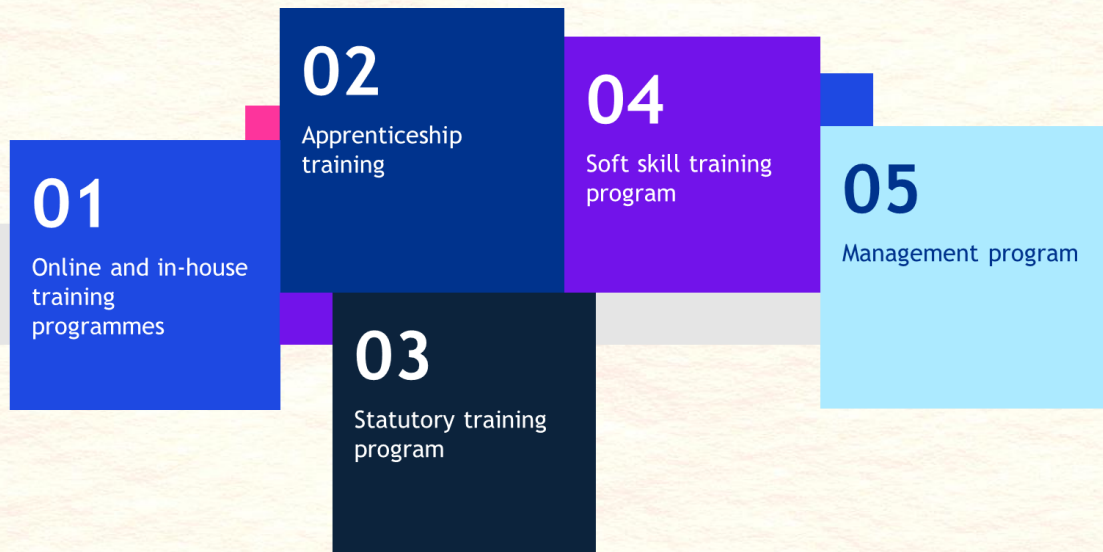 01
Online and in-house
training
programmes
02
Apprenticeship
training
03
Statutory training
program
04
Soft skill training
program
05
Management program